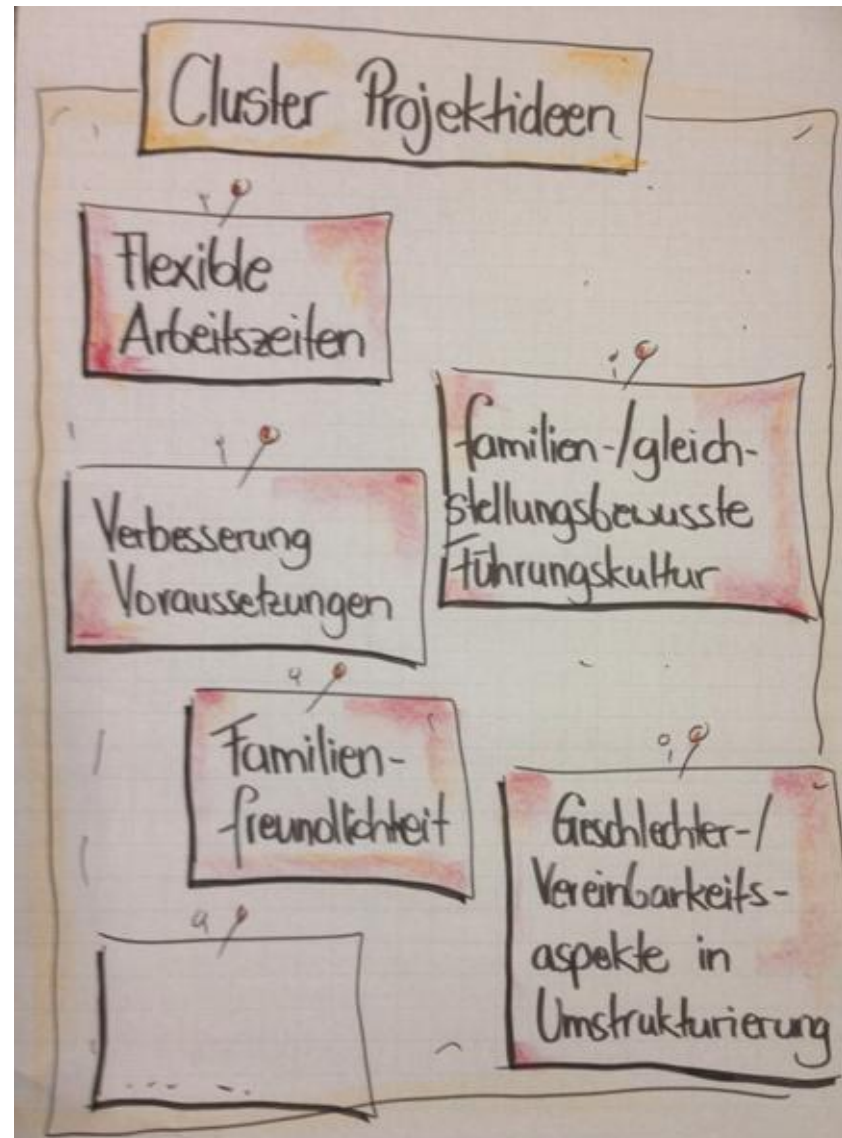 Cluster Projektideen
Flexible
Arbeitszeiten
familien-/gleich-
stellungsbewusste
Führungskultur
Verbesserung
Voraussetzungen
Familien-
freundlichkeit
Geschlechter-/
Vereinbarkeits-
aspekte in
Umstrukturierung